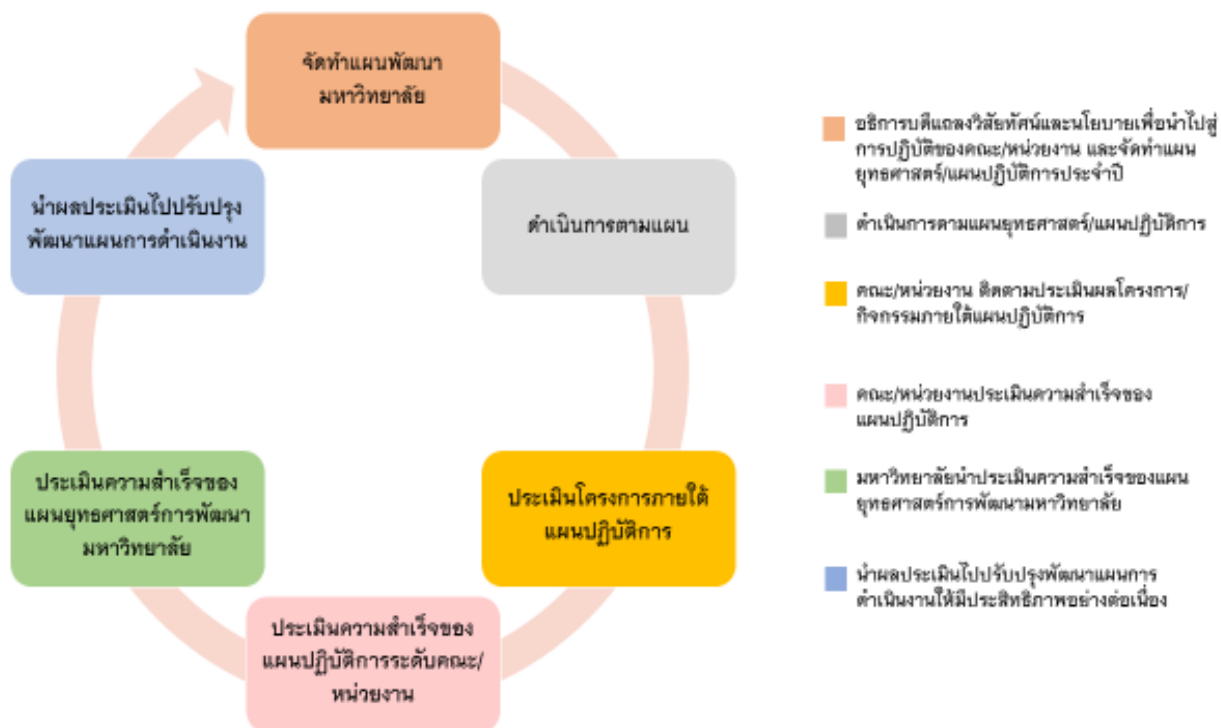 จัดทำแผนพัฒนา
มหาวิทยาลัย
ดำเนินการตามแผน
ประเมินโครงการภายใต้
แผนปฏิบัติการ
ประเมินความสำเร็จของ
แผนปฏิบัติการระดับคณะ/
หน่วยงาน
ประเมินความสำเร็จของ
แผนยุทธศาสตร์การพัฒนา
มหาวิทยาลัย
นำผลประเมินไปปรับปรุง
พัฒนาแผนการดำเนินงาน
อธิการบดีแถลงวิสัยทัศน์และนโยบายเพื่อนำไปสู่
การปฏิบัติของคณะ/หน่วยงาน และจัดทำแผน
ยุทธศาสตร์/แผนปฏิบัติการประจำปี
ดำเนินการตามแผนยุทธศาสตร์/แผนปฏิบัติการ
คณะ/หน่วยงาน ติดตามประเมินผลโครงการ/
กิจกรรมภายใต้แผนปฏิบัติการ
คณะ/หน่วยงานประเมินความสำเร็จของ
แผนปฏิบัติการ
มหาวิทยาลัยนำประเมินความสำเร็จของแผน
ยุทธศาสตร์การพัฒนามหาวิทยาลัย
นำผลประเมินไปปรับปรุงพัฒนาแผนการ
ดำเนินงานให้มีประสิทธิภาพอย่างต่อเนื่อง